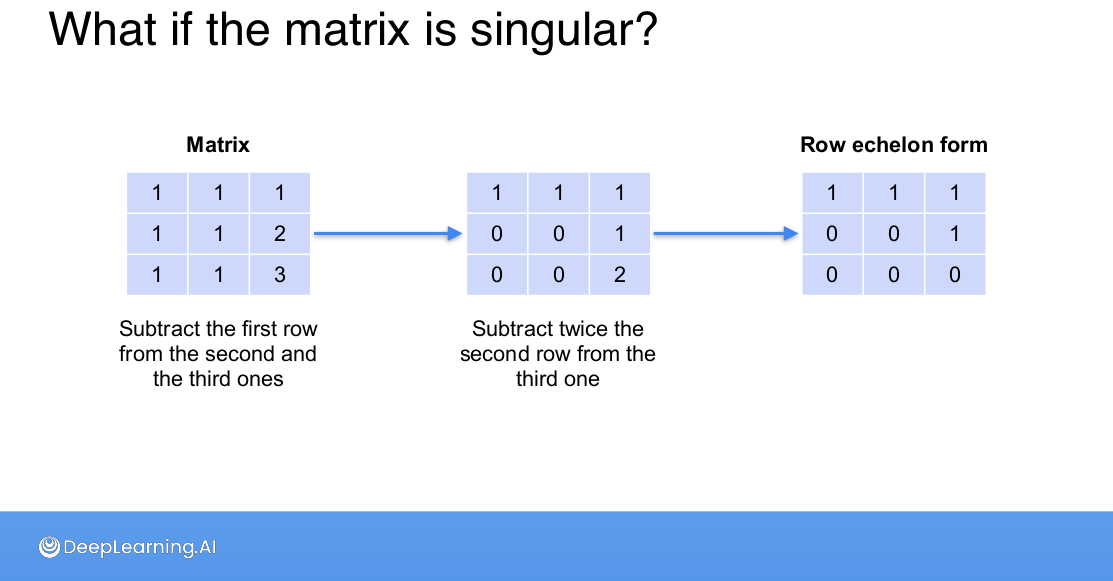 What if the matrix is singular?
Matrix
Row echelon form
1 1 1
1 1 2
1 1 3
1 1 1
0 0 1
0 0 2
1 1 1
0 0 1
0 0 0
Subtract the first row
from the second and
the third ones
Subtract twice the
second row from the
third one
DeepLearning.AI